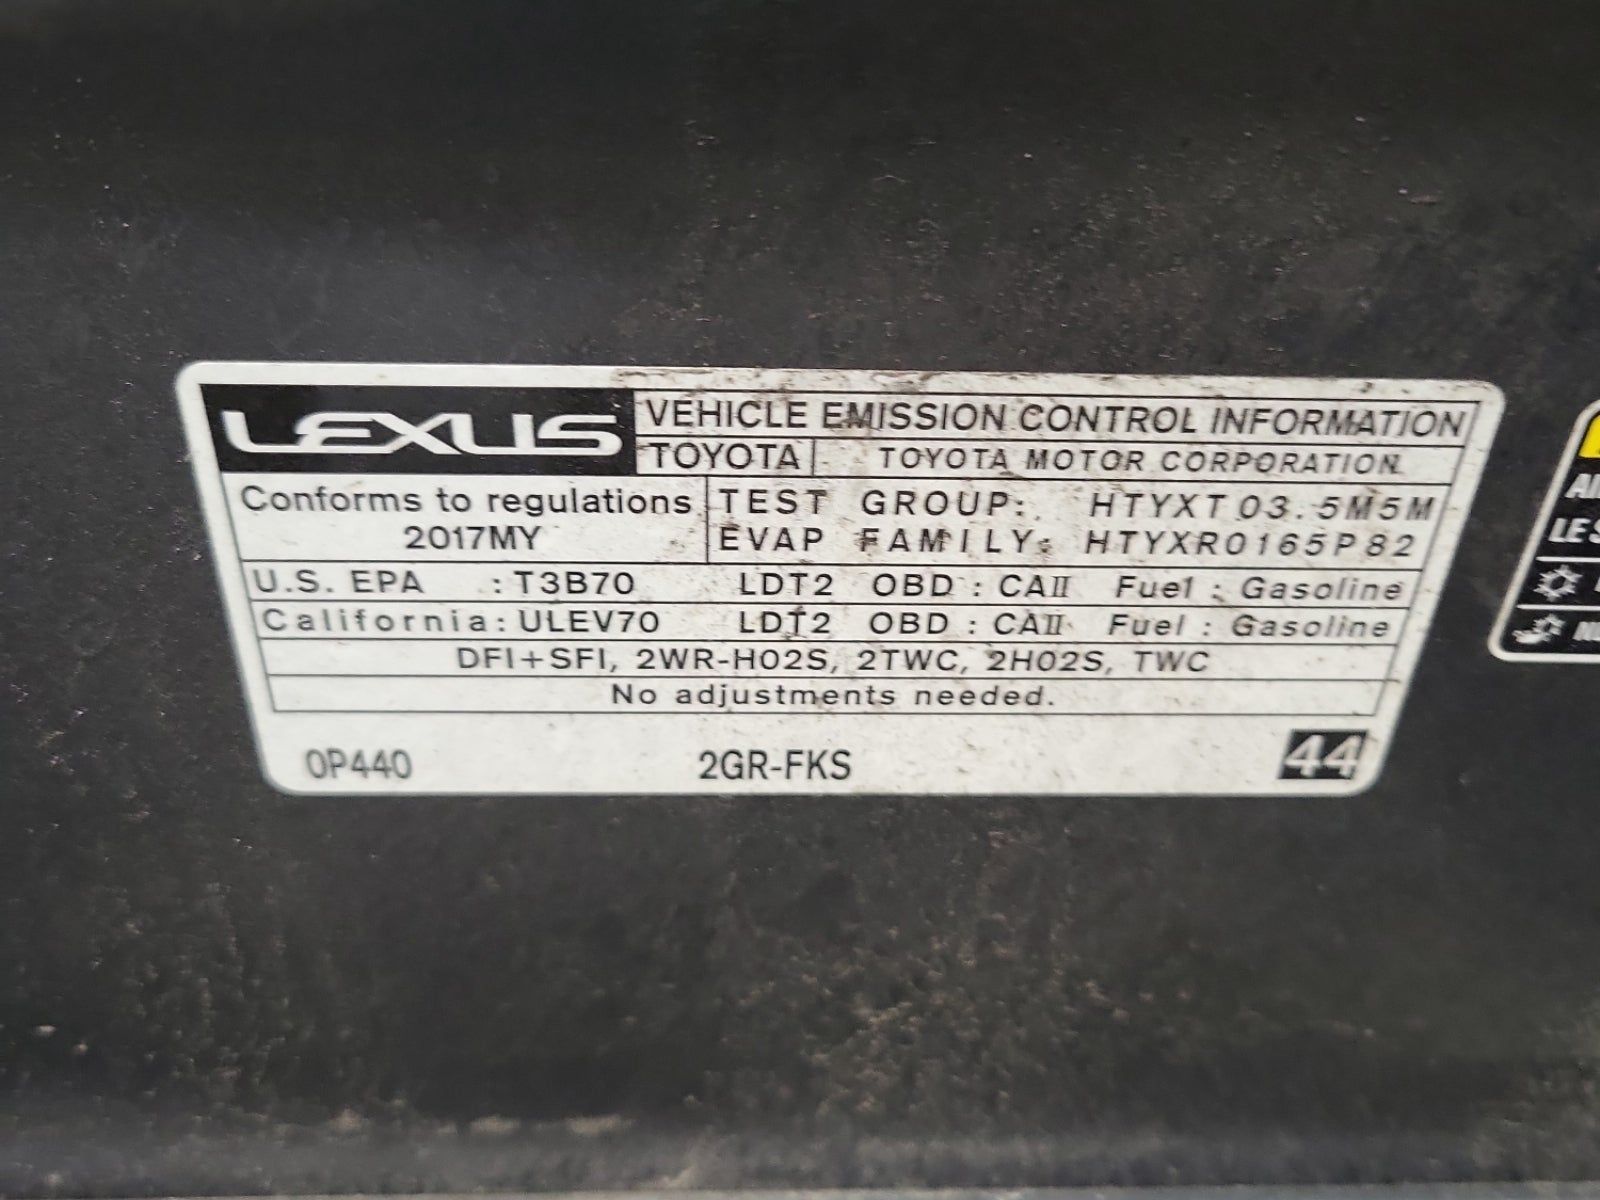 LEXUS VEHICLE EMISSION CONTROL INFORMATION
TOYOTA TOYOTA MOTOR CORPORATION
Conforms to regulations
2017MY
TEST GROUP: HTYXT03.5M5M
EVAP FAMILY: HTYXR0165P82
U.S. EPA : T3B70 LDT2 OBD : CAII Fuel : Gasoline
California : ULEV70 LDT2 OBD : CAII Fuel : Gasoline
DFI+SFI, 2WR-HO2S, 2TWC, 2HO2S, TWC
No adjustments needed.
0P440 2GR-FKS 44